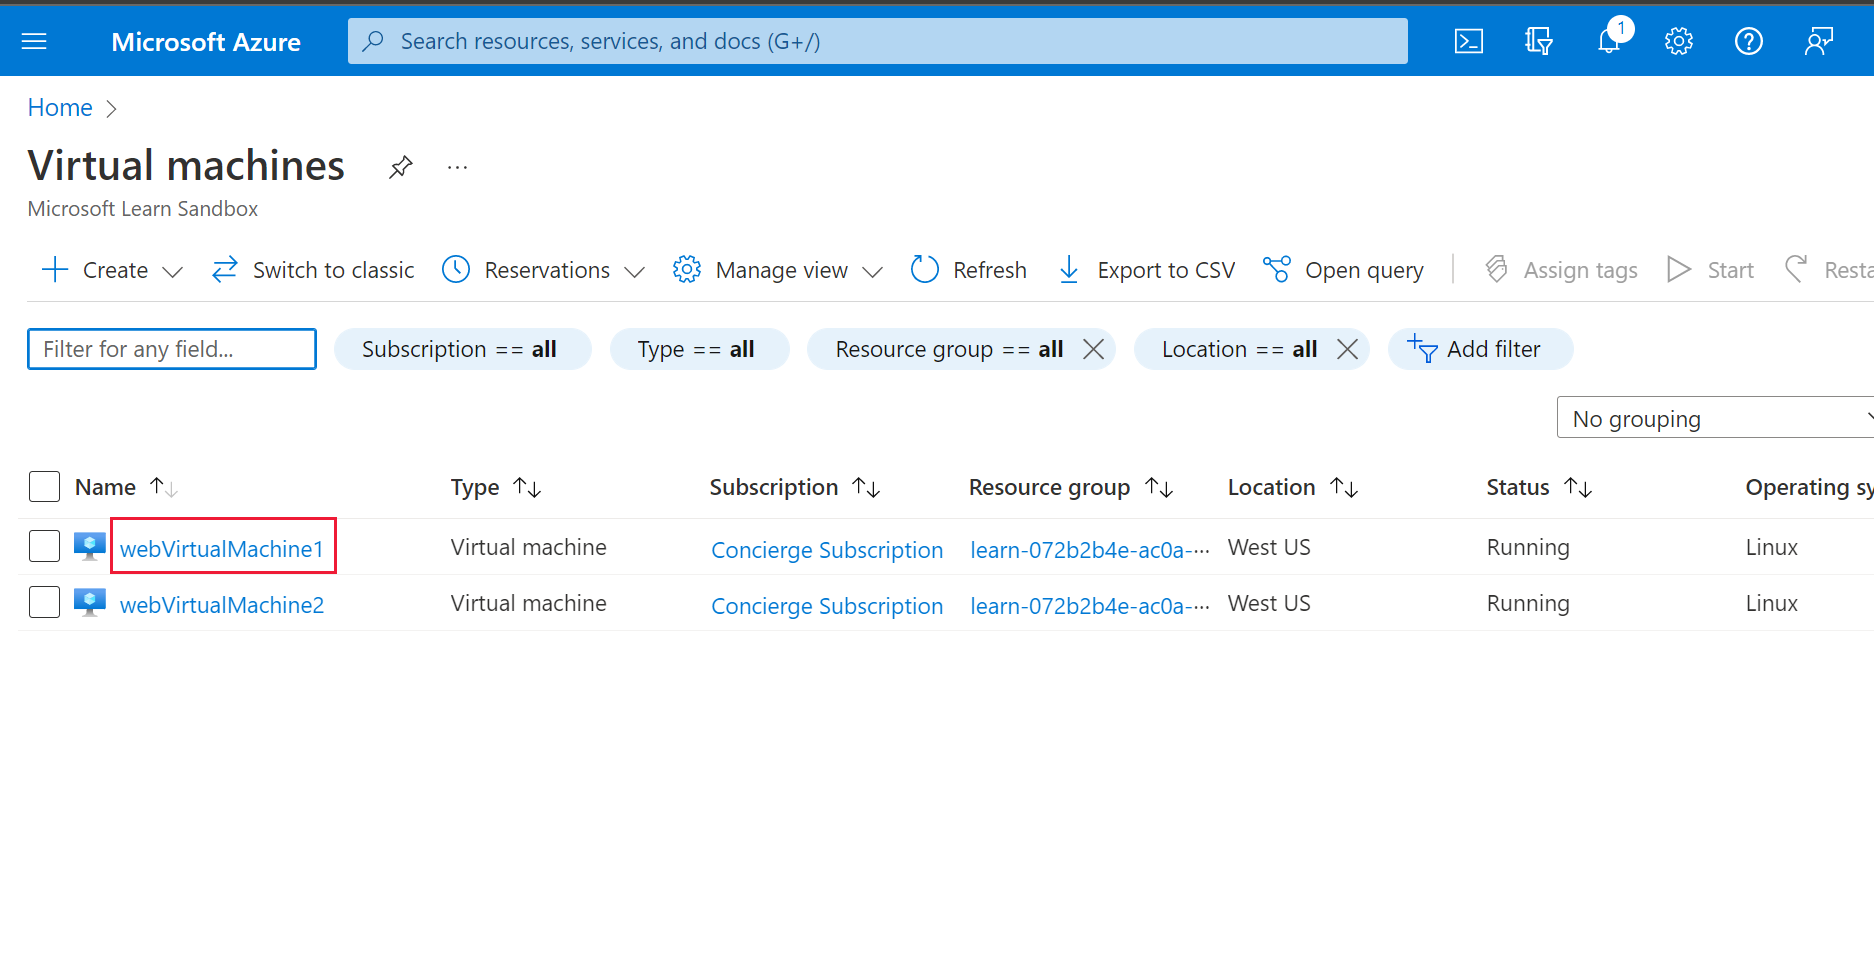 Microsoft Azure Search resources, services, and docs (G+/) 1
Home
Virtual machines ...
Microsoft Learn Sandbox
Create Switch to classic Reservations Manage view Refresh Export to CSV Open query Assign tags Start Resta
Filter for any field... Subscription == all Type == all Resource group == all Location == all Add filter
No grouping
Name Type Subscription Resource group Location Status Operating sy
webVirtualMachine1 Virtual machine Concierge Subscription learn-072b2b4e-ac0a-... West US Running Linux
webVirtualMachine2 Virtual machine Concierge Subscription learn-072b2b4e-ac0a-... West US Running Linux